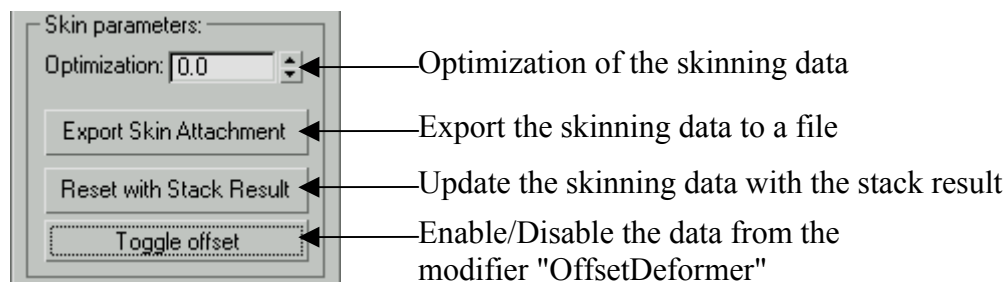 Skin parameters:
Optimization: 0.0
Optimization of the skinning data
Export Skin Attachment
Export the skinning data to a file
Reset with Stack Result
Update the skinning data with the stack result
Toggle offset
Enable/Disable the data from the
modifier "OffsetDeformer"